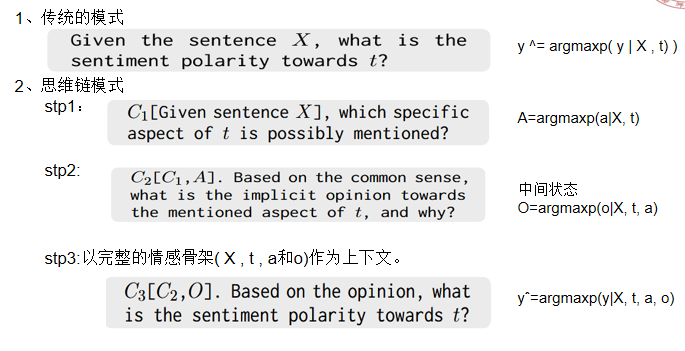 1、传统的模式
Given the sentence X, what is the
sentiment polarity towards t?
y ^= argmaxp( y | X , t) )
2、思维链模式
stp1：
C1[Given sentence X], which specific
aspect of t is possibly mentioned?
A=argmaxp(a|X, t)
stp2:
C2[C1, A]. Based on the common sense,
what is the implicit opinion towards
the mentioned aspect of t, and why?
中间状态
O=argmaxp(o|X, t, a)
stp3:以完整的情感骨架( X , t , a和o)作为上下文。
C3[C2, O]. Based on the opinion, what
is the sentiment polarity towards t?
yˆ=argmaxp(y|X, t, a, o)